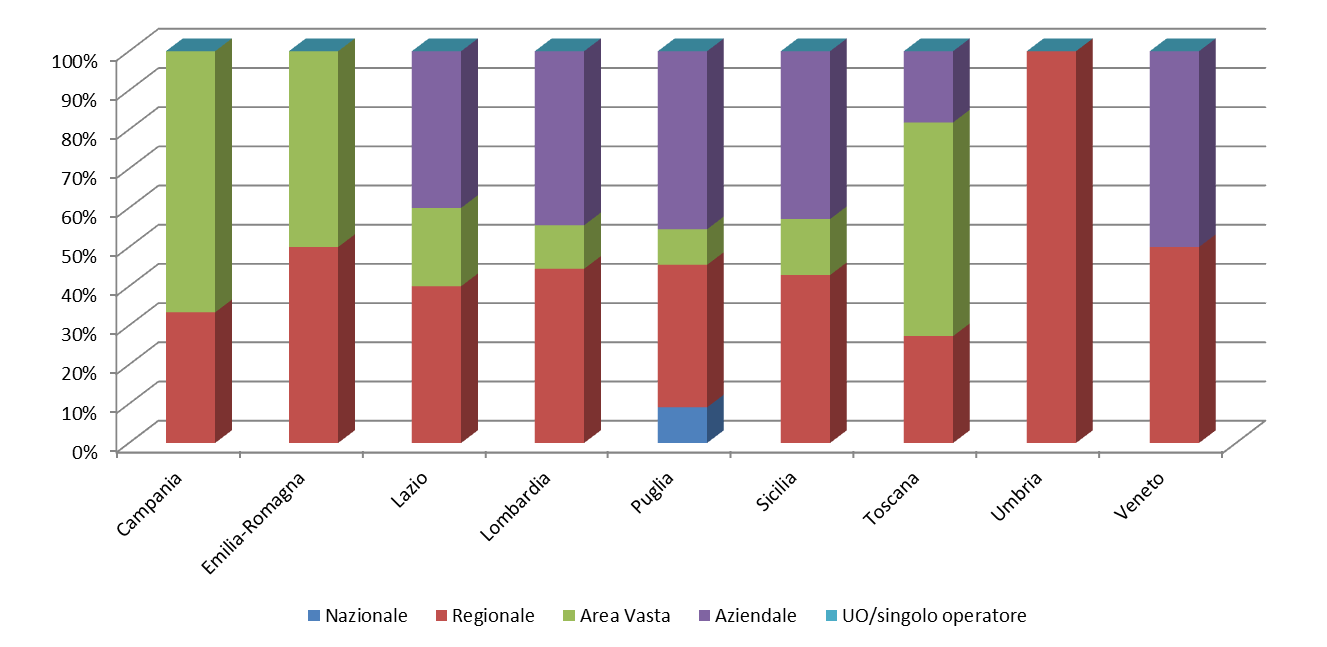 100%
90%
80%
70%
60%
50%
40%
30%
20%
10%
0%
Campania
Emilia-Romagna
Lazio
Lombardia
Puglia
Sicilia
Toscana
Umbria
Veneto
Nazionale Regionale Area Vasta Aziendale UO/singolo operatore